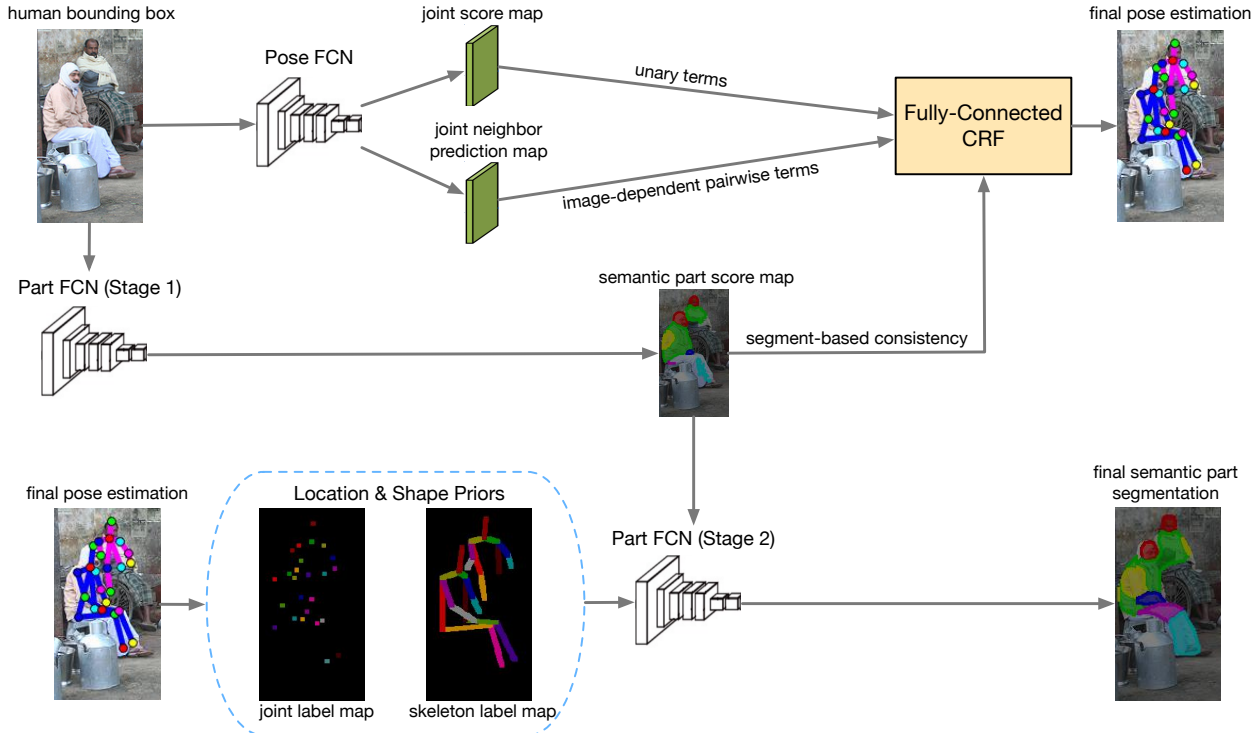 human bounding box
joint score map
final pose estimation
Pose FCN
unary terms
joint neighbor
prediction map
Fully-Connected
CRF
image-dependent pairwise terms
Part FCN (Stage 1)
semantic part score map
segment-based consistency
final pose estimation
Location & Shape Priors
final semantic part
segmentation
Part FCN (Stage 2)
joint label map
skeleton label map